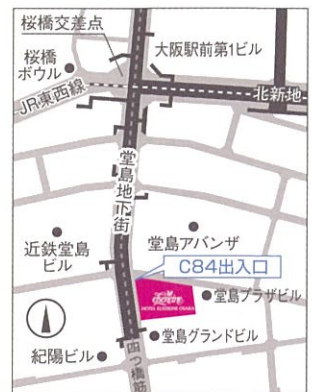 桜橋交差点
大阪駅前第1ビル
桜橋
ボウル
JR東西線
北新地
堂島地下街
近鉄堂島
ビル
堂島アバンザ
C84出入口
堂島プラザビル
堂島グランドビル
紀陽ビル
四つ橋筋